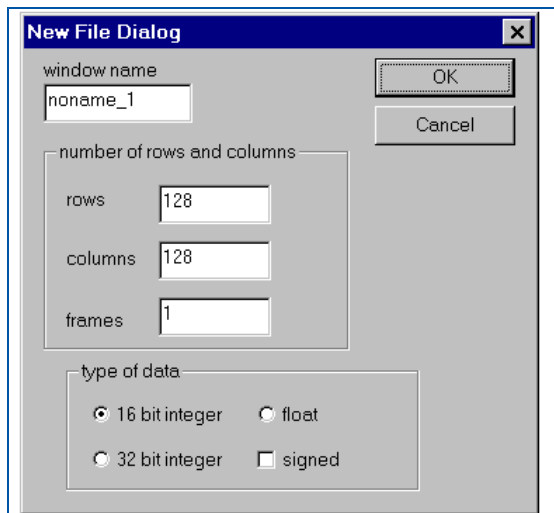 New File Dialog
window name
noname_1
OK
Cancel
number of rows and columns
rows 128
columns 128
frames 1
type of data
16 bit integer float
32 bit integer signed